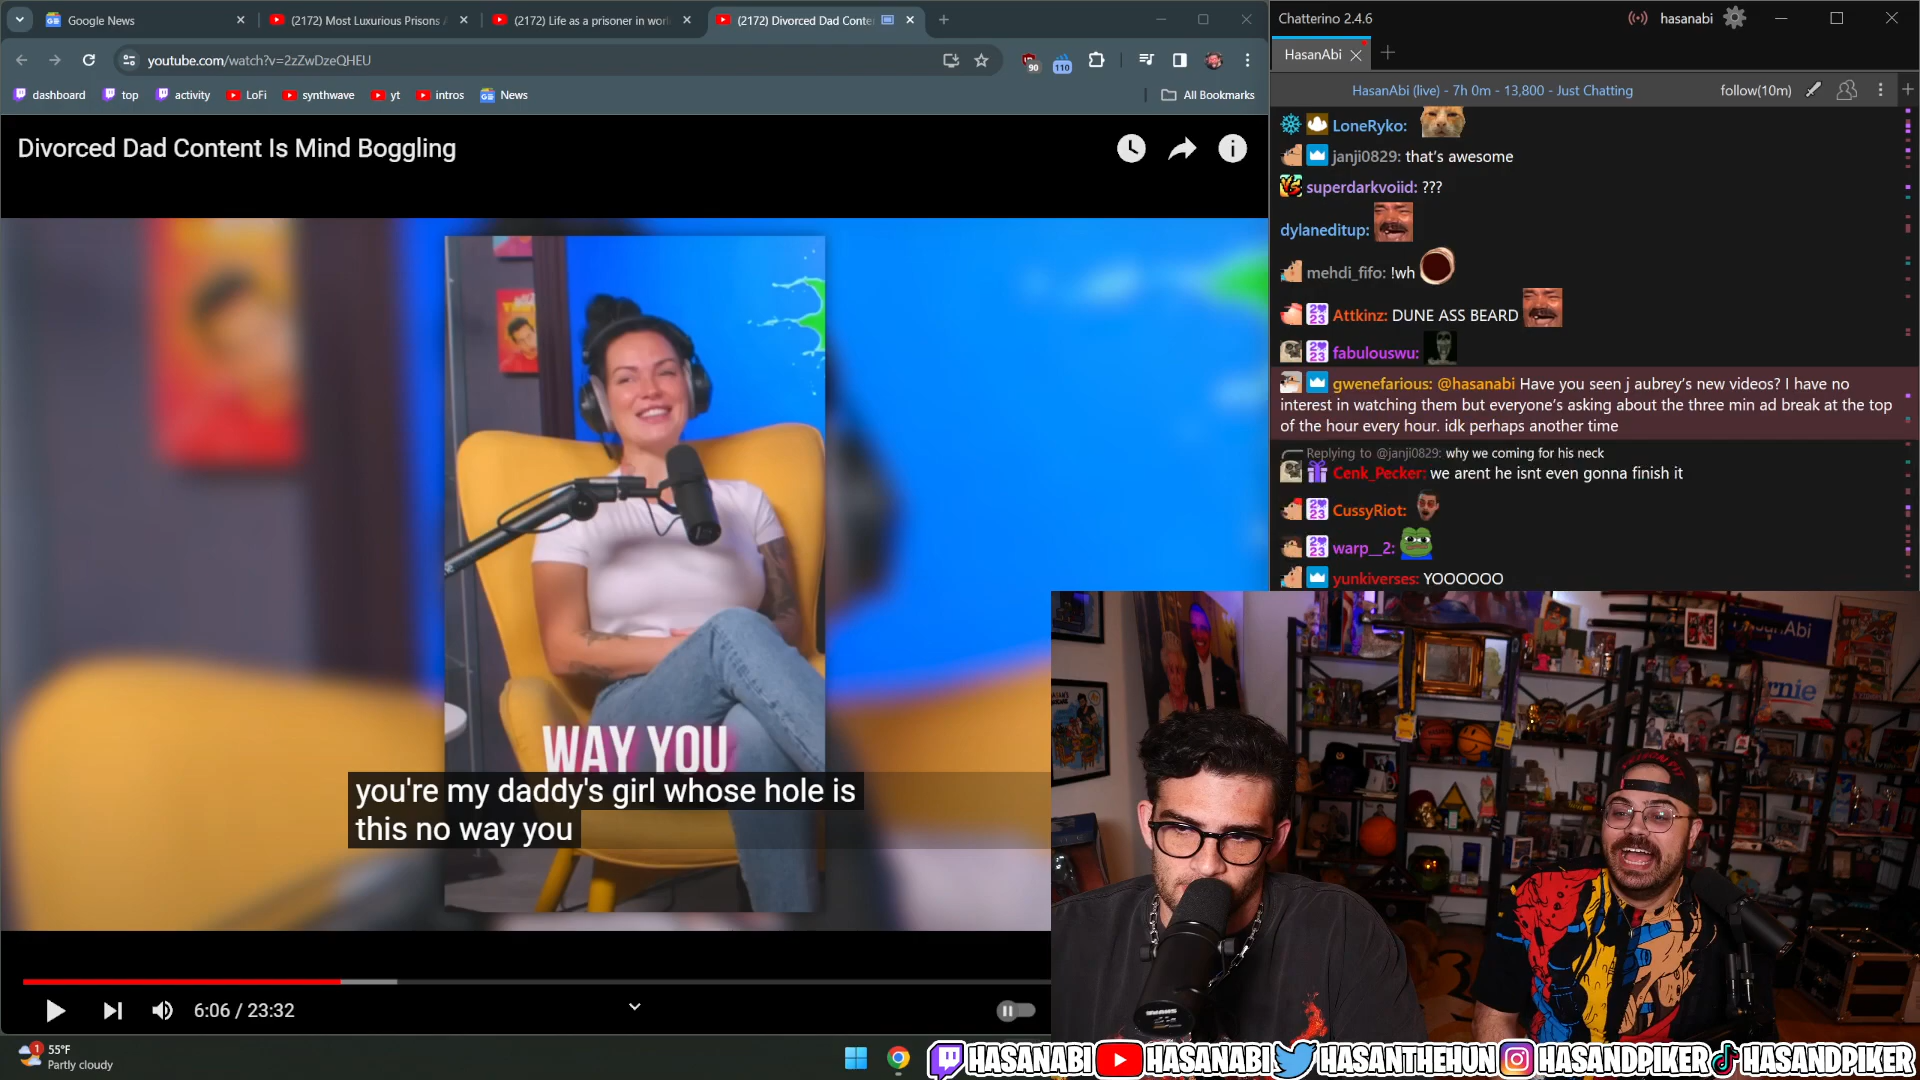 Google News
(2172) Most Luxurious Prisons
(2172) Life as a prisoner in wor
(2172) Divorced Dad Conte
youtube.com/watch?v=2zZwDzeQHEU
90
110
dashboard
top
activity
LoFi
synthwave
yt
intros
News
All Bookmarks
Divorced Dad Content Is Mind Boggling
WAY YOU
you're my daddy's girl whose hole is
this no way you
6:06 / 23:32
1
55°F
Partly cloudy
Chatterino 2.4.6
hasanabi
HasanAbi
HasanAbi (live) - 7h 0m - 13,800 - Just Chatting
follow(10m)
LoneRyko:
janji0829: that's awesome
superdarkvoiid: ???
dylaneditup:
mehdi_fifo: !wh
Attkinz: DUNE ASS BEARD
fabulouswu:
gwenefarious: @hasanabi Have you seen j aubrey's new videos? I have no
interest in watching them but everyone's asking about the three min ad break at the top
of the hour every hour. idk perhaps another time
Replying to @janji0829: why we coming for his neck
Cenk_Pecker: we arent he isnt even gonna finish it
CussyRiot:
warp__2:
yunkiverses: YOOOOOO
HASANABI HASANABI HASANTHEHUN HASANDPIKER HASANDPIKER